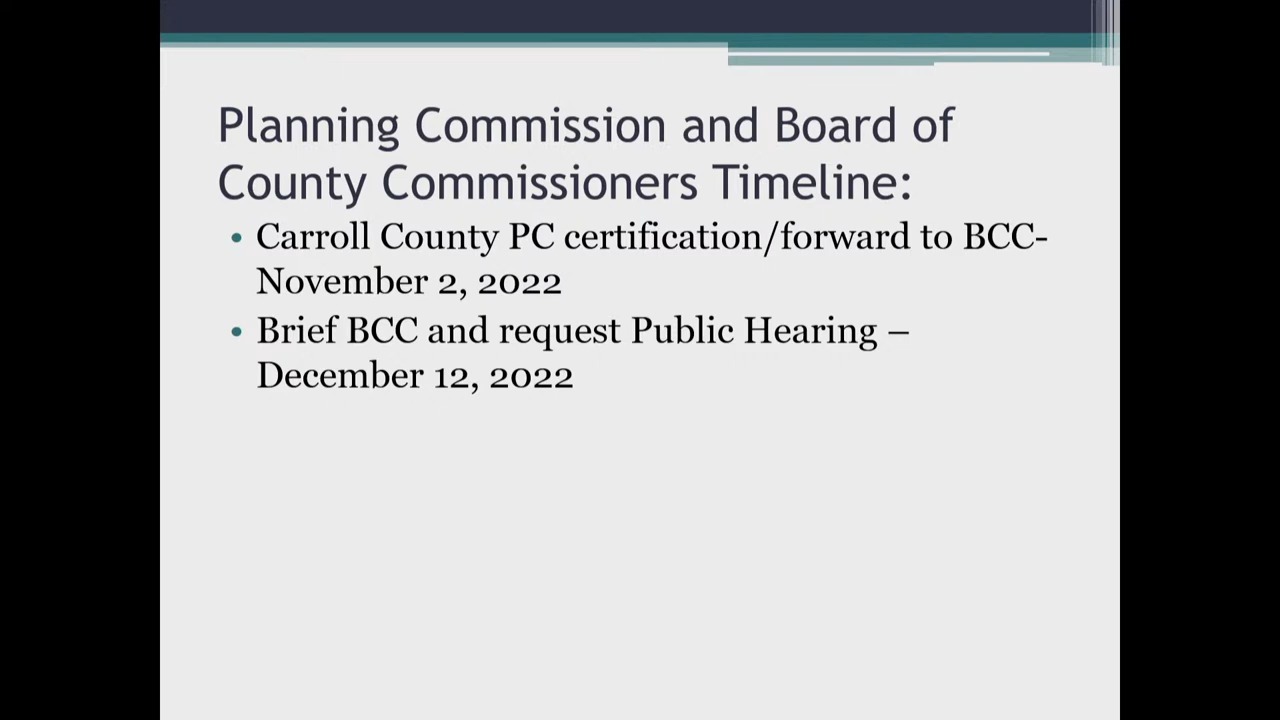 Planning Commission and Board of
County Commissioners Timeline:
• Carroll County PC certification/forward to BCC-
November 2, 2022
• Brief BCC and request Public Hearing –
December 12, 2022